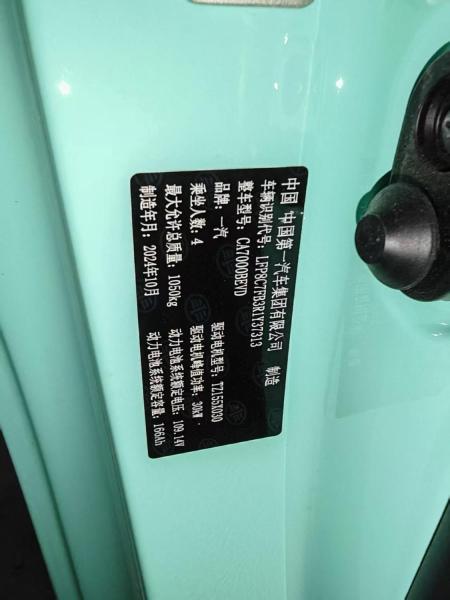 中国 中国第一汽车集团有限公司 制造
车辆识别代号：LFP8C7FB3R1Y37313
整车型号：CA7000BEVD 驱动电机型号：TZ155X030
品牌：一汽 驱动电机峰值功率：30kW
乘坐人数：4 动力电池系统额定电压：109.14V
最大允许总质量：1050kg 动力电池系统额定容量：166Ah
制造年月：2024年10月